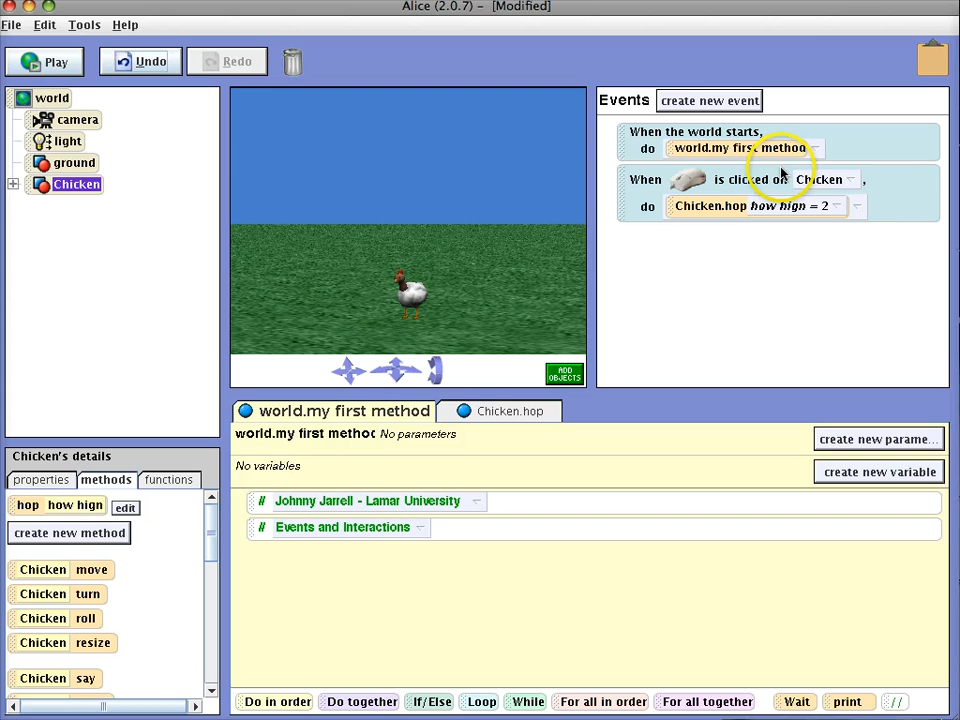 Alice (2.0.7) - [Modified]
File Edit Tools Help
Play Undo Redo
world
camera
light
ground
Chicken
Events create new event
When the world starts,
do world.my first method
When is clicked on Chicken ,
do Chicken.hop how hign = 2
ADD
OBJECTS
world.my first method Chicken.hop
world.my first method No parameters create new parame...
No variables create new variable
// Johnny Jarrell - Lamar University
// Events and Interactions
Chicken's details
properties methods functions
hop how hign edit
create new method
Chicken move
Chicken turn
Chicken roll
Chicken resize
Chicken say
Do in order Do together If/Else Loop While For all in order For all together Wait print //